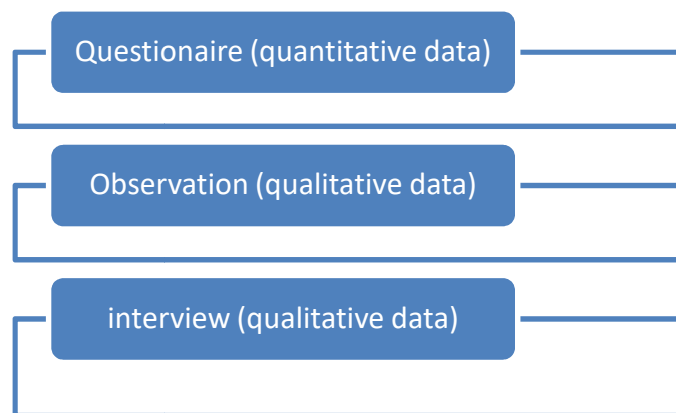 Questionaire (quantitative data)
Observation (qualitative data)
interview (qualitative data)